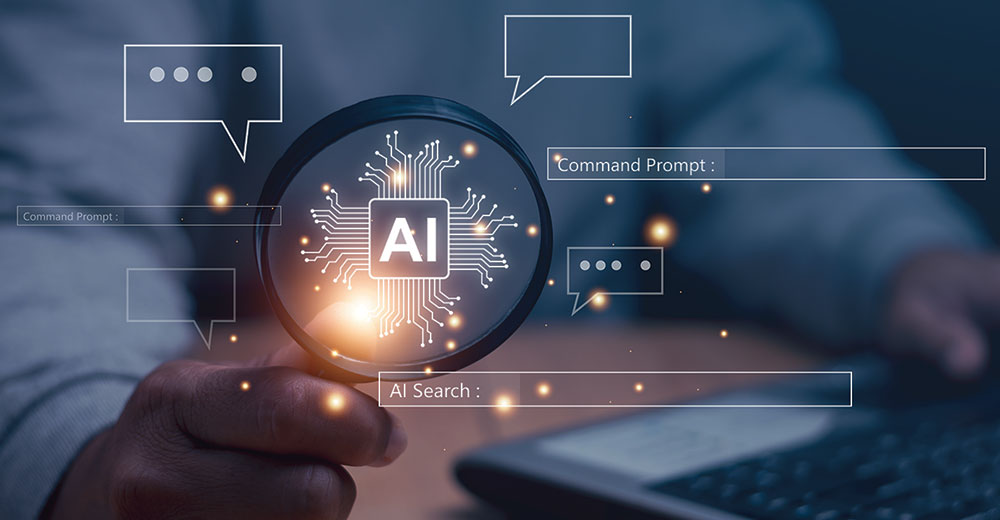 Command Prompt :
Command Prompt :
AI
AI Search :